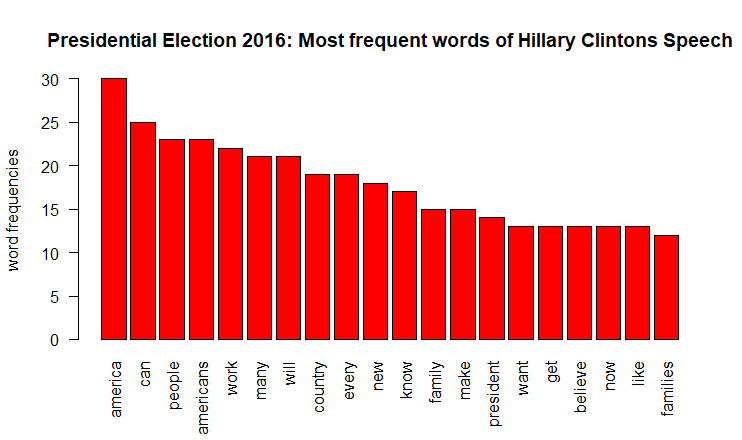 Presidential Election 2016: Most frequent words of Hillary Clintons Speech
word frequencies
30
25
20
15
10
5
0
america
can
people
americans
work
many
will
country
every
new
know
family
make
president
want
get
believe
now
like
families